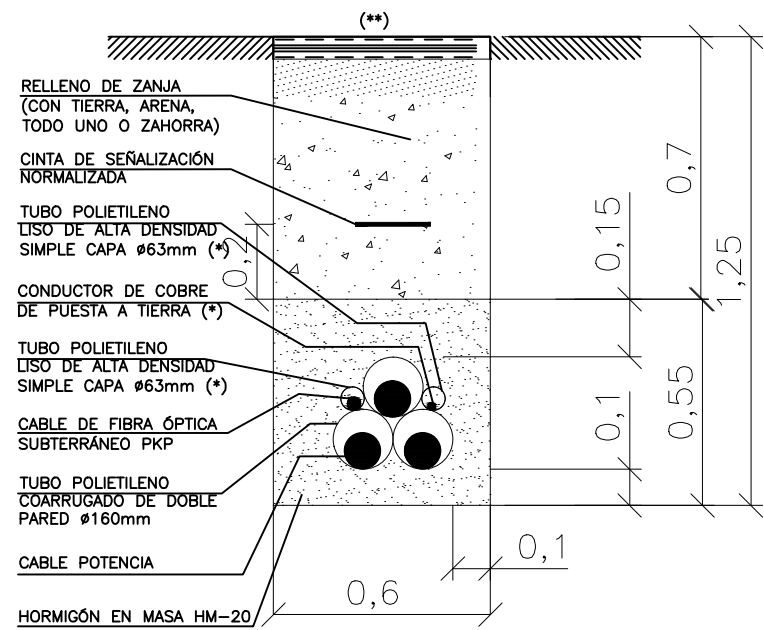 (**)
RELLENO DE ZANJA
(CON TIERRA, ARENA,
TODO UNO O ZAHORRA)
CINTA DE SEÑALIZACIÓN
NORMALIZADA
TUBO POLIETILENO
LISO DE ALTA DENSIDAD
SIMPLE CAPA ø63mm (*)
CONDUCTOR DE COBRE
DE PUESTA A TIERRA (*)
TUBO POLIETILENO
LISO DE ALTA DENSIDAD
SIMPLE CAPA ø63mm (*)
CABLE DE FIBRA ÓPTICA
SUBTERRÁNEO PKP
TUBO POLIETILENO
COARRUGADO DE DOBLE
PARED ø160mm
CABLE POTENCIA
HORMIGÓN EN MASA HM-20
0,2
0,7
0,15
1,25
0,55
0,1
0,1
0,6